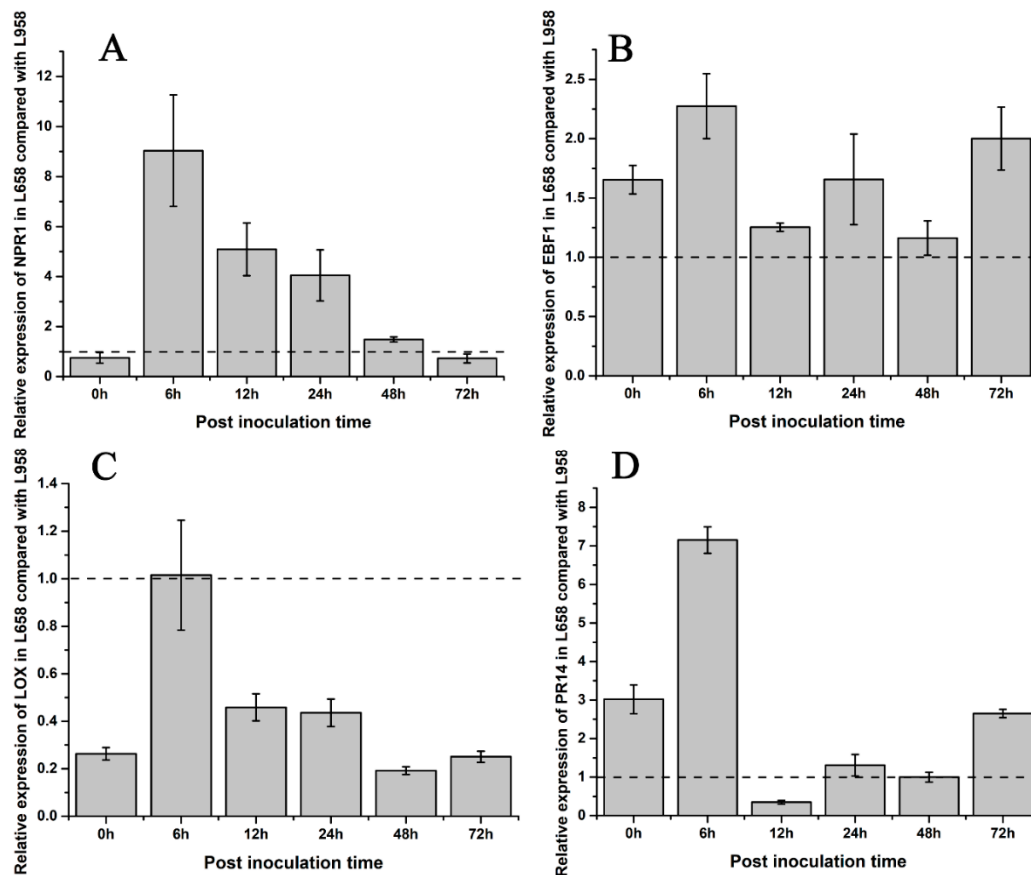 A
Relative expression of NPR1 in L658 compared with L958
12
10
8
6
4
2
0
0h 6h 12h 24h 48h 72h
Post inoculation time
B
Relative expression of EBF1 in L658 compared with L958
2.5
2.0
1.5
1.0
0.5
0.0
0h 6h 12h 24h 48h 72h
Post inoculation time
C
Relative expression of LOX in L658 compared with L958
1.4
1.2
1.0
0.8
0.6
0.4
0.2
0.0
0h 6h 12h 24h 48h 72h
Post inoculation time
D
Relative expression of PR14 in L658 compared with L958
8
7
6
5
4
3
2
1
0
0h 6h 12h 24h 48h 72h
Post inoculation time